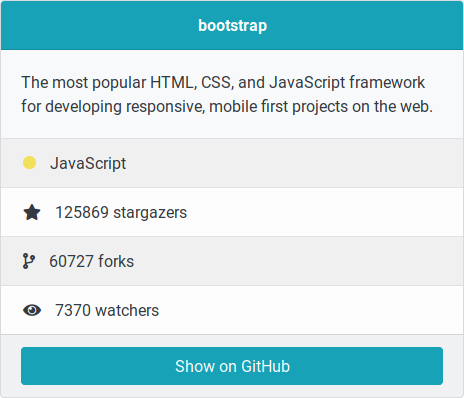 bootstrap
The most popular HTML, CSS, and JavaScript framework
for developing responsive, mobile first projects on the web.
JavaScript
125869 stargazers
60727 forks
7370 watchers
Show on GitHub